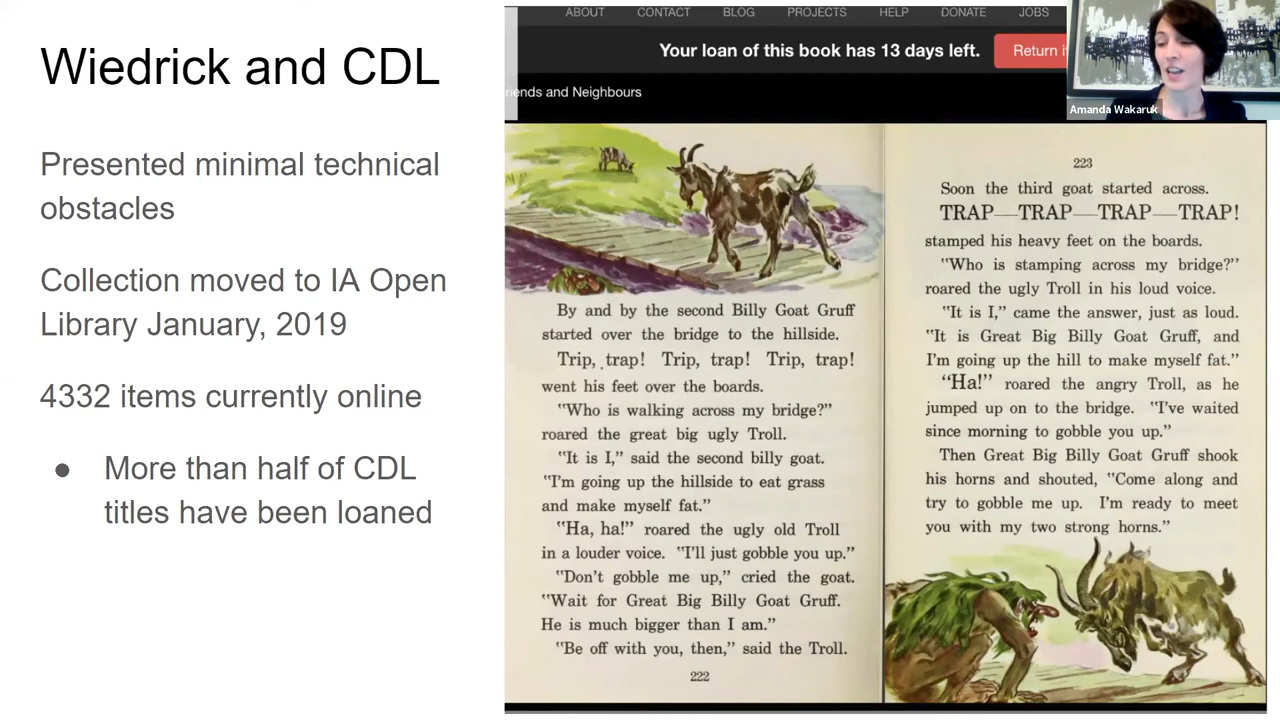 Wiedrick and CDL
Presented minimal technical
obstacles
Collection moved to IA Open
Library January, 2019
4332 items currently online
● More than half of CDL
titles have been loaned
ABOUT CONTACT BLOG PROJECTS HELP DONATE JOBS
Your loan of this book has 13 days left. Return
riends and Neighbours
Amanda Wakaruk
By and by the second Billy Goat Gruff
started over the bridge to the hillside.
Trip, trap! Trip, trap! Trip, trap!
went his feet over the boards.
"Who is walking across my bridge?"
roared the great big ugly Troll.
"It is I," said the second billy goat.
"I'm going up the hillside to eat grass
and make myself fat."
"Ha, ha!" roared the ugly old Troll
in a louder voice. "I'll just gobble you up."
"Don't gobble me up," cried the goat.
"Wait for Great Big Billy Goat Gruff.
He is much bigger than I am."
"Be off with you, then," said the Troll.
222
223
Soon the third goat started across.
TRAP—TRAP—TRAP—TRAP!
stamped his heavy feet on the boards.
"Who is stamping across my bridge?"
roared the ugly Troll in his loud voice.
"It is I," came the answer, just as loud.
"It is Great Big Billy Goat Gruff, and
I'm going up the hill to make myself fat."
"Ha!" roared the angry Troll, as he
jumped up on to the bridge. "I've waited
since morning to gobble you up."
Then Great Big Billy Goat Gruff shook
his horns and shouted, "Come along and
try to gobble me up. I'm ready to meet
you with my two strong horns."